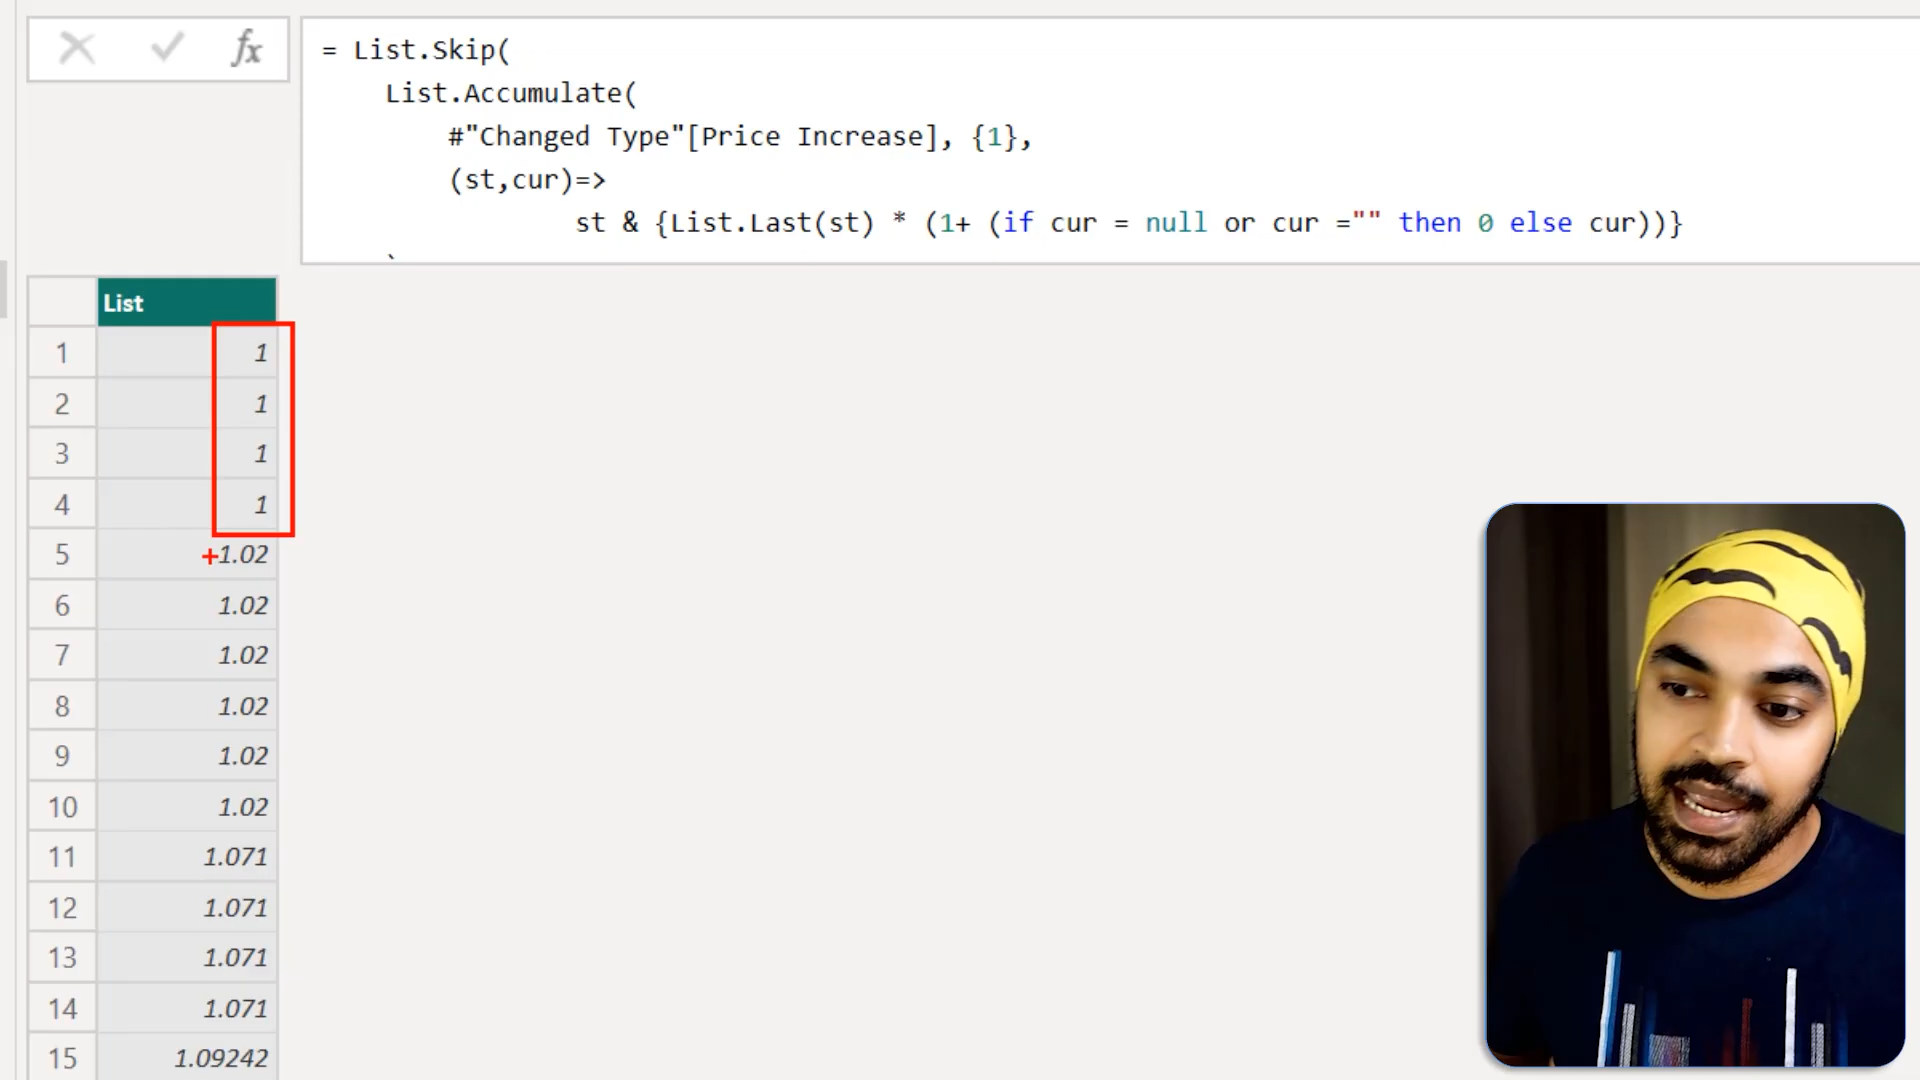 fx
= List.Skip(
List.Accumulate(
#"Changed Type"[Price Increase], {1},
(st,cur)=>
st & {List.Last(st) * (1+ (if cur = null or cur ="" then 0 else cur))}
List
1 1
2 1
3 1
4 1
5 1.02
6 1.02
7 1.02
8 1.02
9 1.02
10 1.02
11 1.071
12 1.071
13 1.071
14 1.071
15 1.09242